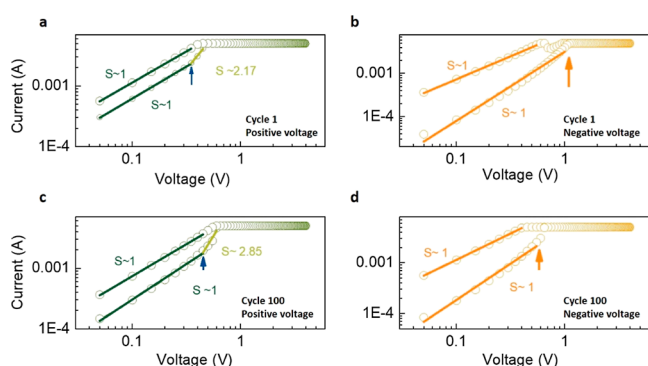 a
Current (A)
0.001
1E-4
S~1
S ~2.17
S~1
Cycle 1
Positive voltage
0.1
1
Voltage (V)
b
Current (A)
0.001
1E-4
S~ 1
S~ 1
Cycle 1
Negative voltage
0.1
1
Voltage (V)
c
Current (A)
0.001
1E-4
S~1
S~ 2.85
S ~1
Cycle 100
Positive voltage
0.1
1
Voltage (V)
d
Current (A)
0.001
1E-4
S~ 1
S~ 1
Cycle 100
Negative voltage
0.1
1
Voltage (V)